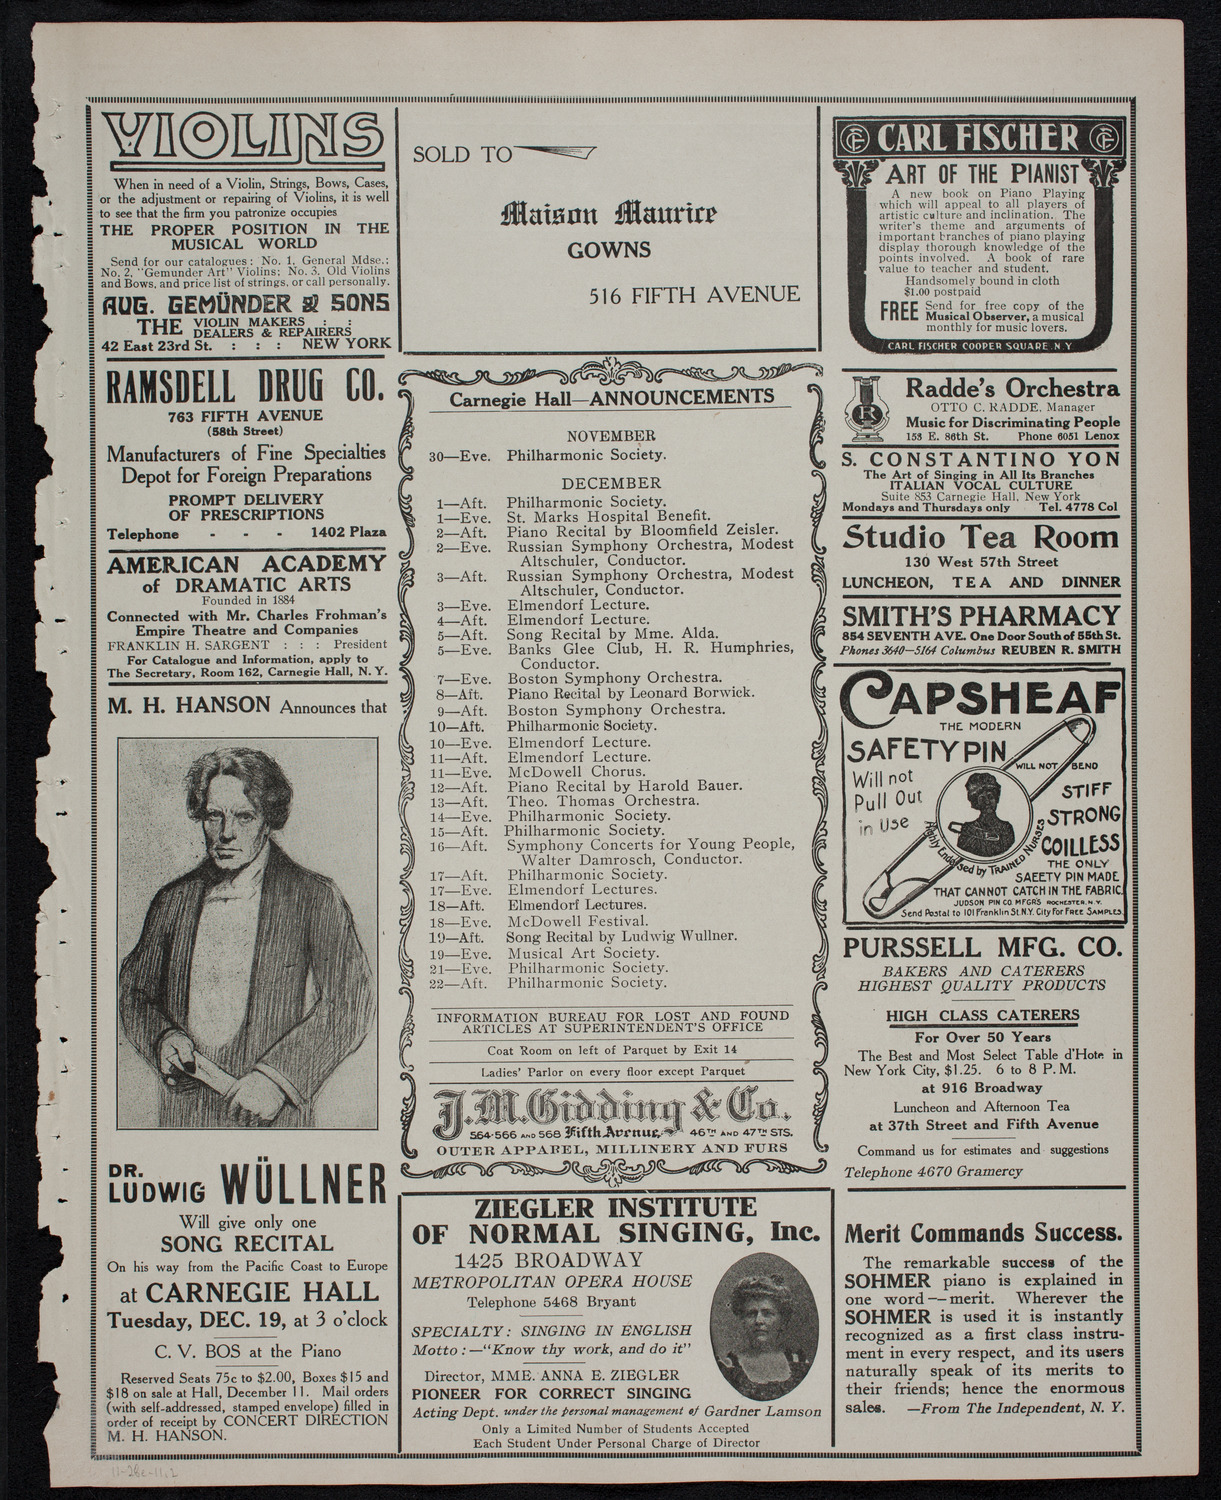 VIOLINS
When in need of a Violin, Strings, Bows, Cases,
or the adjustment or repairing of Violins, it is well
to see that the firm you patronize occupies
THE PROPER POSITION IN THE
MUSICAL WORLD
Send for our catalogues: No. 1, General Mdse.;
No. 2, "Gemunder Art" Violins; No. 3, Old Violins
and Bows, and price list of strings, or call personally.
AUG. GEMÜNDER & SONS
THE VIOLIN MAKERS : :
DEALERS & REPAIRERS
42 East 23rd St. : : : NEW YORK
RAMSDELL DRUG CO.
763 FIFTH AVENUE
(58th Street)
Manufacturers of Fine Specialties
Depot for Foreign Preparations
PROMPT DELIVERY
OF PRESCRIPTIONS
Telephone - - - 1402 Plaza
AMERICAN ACADEMY
of DRAMATIC ARTS
Founded in 1884
Connected with Mr. Charles Frohman's
Empire Theatre and Companies
FRANKLIN H. SARGENT : : : President
For Catalogue and Information, apply to
The Secretary, Room 162, Carnegie Hall, N. Y.
M. H. HANSON Announces that
DR.
LUDWIG WÜLLNER
Will give only one
SONG RECITAL
On his way from the Pacific Coast to Europe
at CARNEGIE HALL
Tuesday, DEC. 19, at 3 o'clock
C. V. BOS at the Piano
Reserved Seats 75c to $2.00, Boxes $15 and
$18 on sale at Hall, December 11. Mail orders
(with self-addressed, stamped envelope) filled in
order of receipt by CONCERT DIRECTION
M. H. HANSON.
SOLD TO
Maison Maurice
GOWNS
516 FIFTH AVENUE
Carnegie Hall—ANNOUNCEMENTS
NOVEMBER
30—Eve. Philharmonic Society.
DECEMBER
1—Aft. Philharmonic Society.
1—Eve. St. Marks Hospital Benefit.
2—Aft. Piano Recital by Bloomfield Zeisler.
2—Eve. Russian Symphony Orchestra, Modest
Altschuler, Conductor.
3—Aft. Russian Symphony Orchestra, Modest
Altschuler, Conductor.
3—Eve. Elmendorf Lecture.
4—Aft. Elmendorf Lecture.
5—Aft. Song Recital by Mme. Alda.
5—Eve. Banks Glee Club, H. R. Humphries,
Conductor.
7—Eve. Boston Symphony Orchestra.
8—Aft. Piano Recital by Leonard Borwick.
9—Aft. Boston Symphony Orchestra.
10—Aft. Philharmonic Society.
10—Eve. Elmendorf Lecture.
11—Aft. Elmendorf Lecture.
11—Eve. McDowell Chorus.
12—Aft. Piano Recital by Harold Bauer.
13—Aft. Theo. Thomas Orchestra.
14—Eve. Philharmonic Society.
15—Aft. Philharmonic Society.
16—Aft. Symphony Concerts for Young People,
Walter Damrosch, Conductor.
17—Aft. Philharmonic Society.
17—Eve. Elmendorf Lectures.
18—Aft. Elmendorf Lectures.
18—Eve. McDowell Festival.
19—Aft. Song Recital by Ludwig Wullner.
19—Eve. Musical Art Society.
21—Eve. Philharmonic Society.
22—Aft. Philharmonic Society.
INFORMATION BUREAU FOR LOST AND FOUND
ARTICLES AT SUPERINTENDENT'S OFFICE
Coat Room on left of Parquet by Exit 14
Ladies' Parlor on every floor except Parquet
J. M. Gidding & Co.
564-566 AND 568 Fifth Avenue, 46TH AND 47TH STS.
OUTER APPAREL, MILLINERY AND FURS
ZIEGLER INSTITUTE
OF NORMAL SINGING, Inc.
1425 BROADWAY
METROPOLITAN OPERA HOUSE
Telephone 5468 Bryant
SPECIALTY: SINGING IN ENGLISH
Motto:—"Know thy work, and do it"
Director, MME. ANNA E. ZIEGLER
PIONEER FOR CORRECT SINGING
Acting Dept. under the personal management of Gardner Lamson
Only a Limited Number of Students Accepted
Each Student Under Personal Charge of Director
CARL FISCHER
ART OF THE PIANIST
A new book on Piano Playing
which will appeal to all players of
artistic culture and inclination. The
writer's theme and arguments of
important branches of piano playing
display thorough knowledge of the
points involved. A book of rare
value to teacher and student.
Handsomely bound in cloth
$1.00 postpaid
FREE Send for free copy of the
Musical Observer, a musical
monthly for music lovers.
CARL FISCHER COOPER SQUARE N.Y.
R
Radde's Orchestra
OTTO C. RADDE, Manager
Music for Discriminating People
153 E. 86th St. Phone 6051 Lenox
S. CONSTANTINO YON
The Art of Singing in All Its Branches
ITALIAN VOCAL CULTURE
Suite 853 Carnegie Hall, New York
Mondays and Thursdays only Tel. 4778 Col
Studio Tea Room
130 West 57th Street
LUNCHEON, TEA AND DINNER
SMITH'S PHARMACY
854 SEVENTH AVE. One Door South of 55th St.
Phones 3640—5164 Columbus REUBEN R. SMITH
CAPSHEAF
THE MODERN
SAFETY PIN
WILL NOT BEND
Will not
Pull Out
in Use
STIFF
STRONG
COILLESS
Highly Endorsed by TRAINED NURSES
THE ONLY
SAFETY PIN MADE
THAT CANNOT CATCH IN THE FABRIC.
JUDSON PIN CO. MFGRS ROCHESTER, N.Y.
Send Postal to 101 Franklin St. N.Y. City For FREE SAMPLES.
PURSSELL MFG. CO.
BAKERS AND CATERERS
HIGHEST QUALITY PRODUCTS
HIGH CLASS CATERERS
For Over 50 Years
The Best and Most Select Table d'Hote in
New York City, $1.25. 6 to 8 P.M.
at 916 Broadway
Luncheon and Afternoon Tea
at 37th Street and Fifth Avenue
Command us for estimates and suggestions
Telephone 4670 Gramercy
Merit Commands Success.
The remarkable success of the
SOHMER piano is explained in
one word—merit. Wherever the
SOHMER is used it is instantly
recognized as a first class instru-
ment in every respect, and its users
naturally speak of its merits to
their friends; hence the enormous
sales. —From The Independent, N. Y.